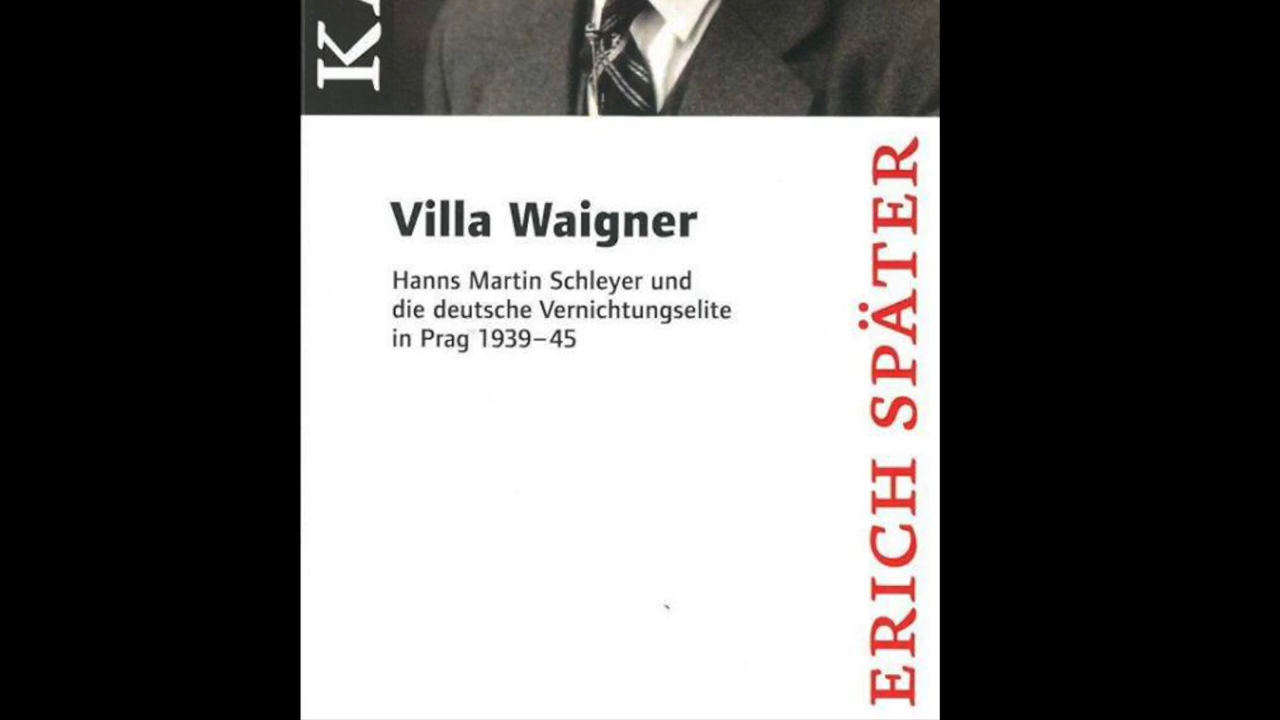 Villa Waigner
Hanns Martin Schleyer und
die deutsche Vernichtungselite
in Prag 1939–45
ERICH SPÄTER